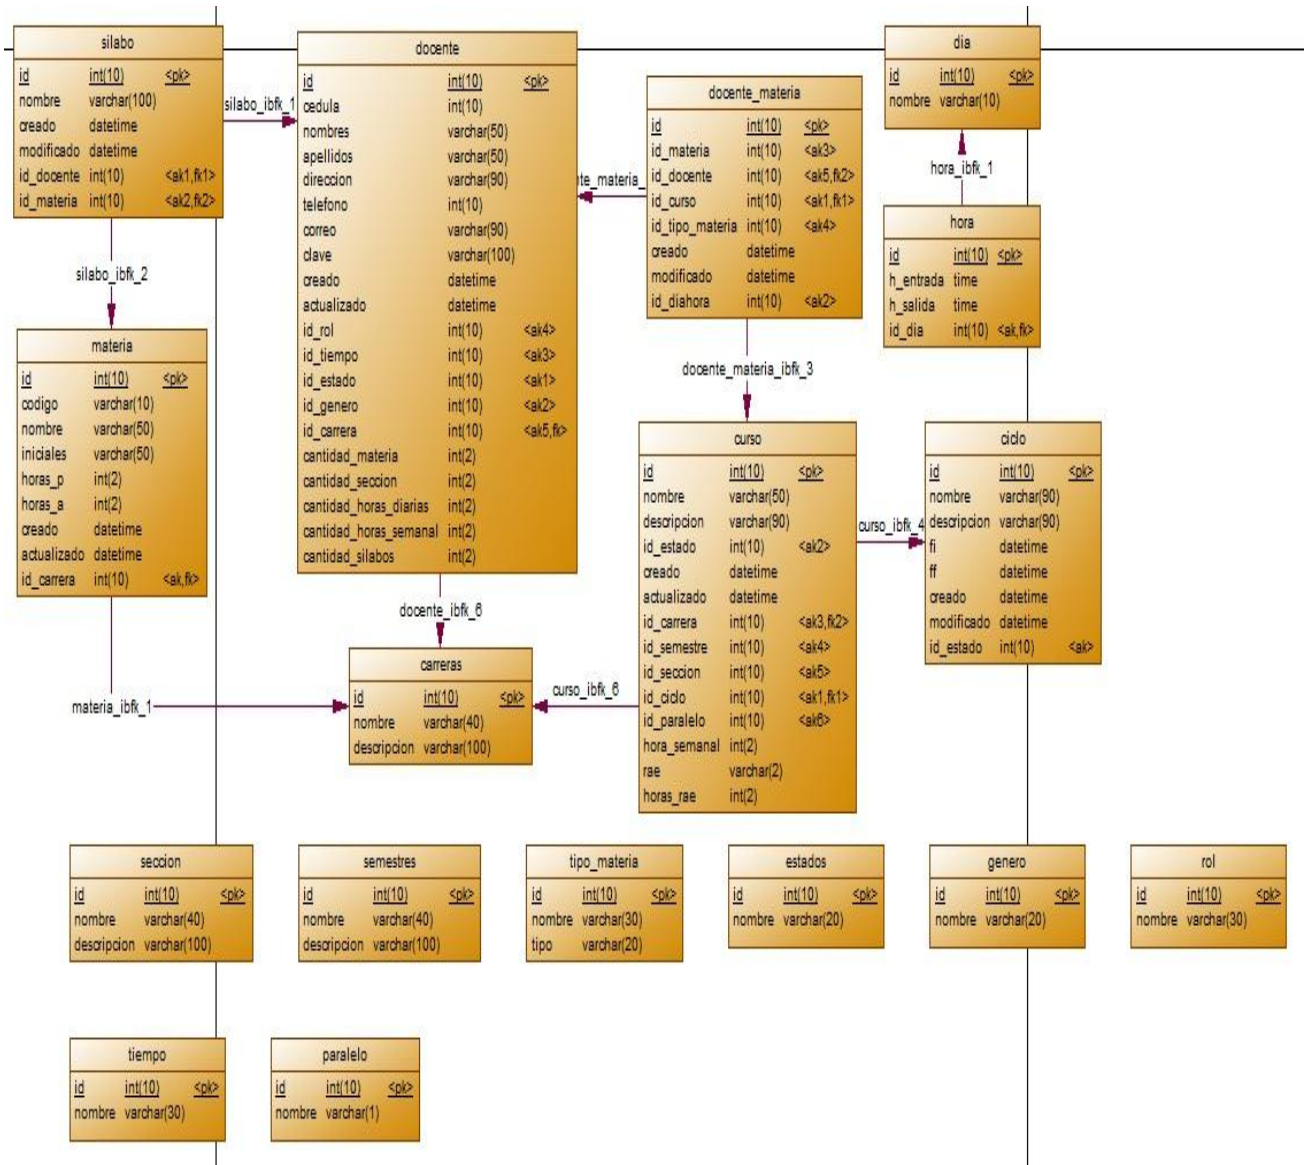 silabo
id int(10) <pk>
nombre varchar(100)
creado datetime
modificado datetime
id_docente int(10) <ak1,fk1>
id_materia int(10) <ak2,fk2>
silabo_ibfk_1
docente
id int(10) <pk>
cedula int(10)
nombres varchar(50)
apellidos varchar(50)
direccion varchar(90)
telefono int(10)
correo varchar(90)
clave varchar(100)
creado datetime
actualizado datetime
id_rol int(10) <ak4>
id_tiempo int(10) <ak3>
id_estado int(10) <ak1>
id_genero int(10) <ak2>
id_carrera int(10) <ak5,fk>
cantidad_materia int(2)
cantidad_seccion int(2)
cantidad_horas_diarias int(2)
cantidad_horas_semanal int(2)
cantidad_silabos int(2)
docente_materia
id int(10) <pk>
id_materia int(10) <ak3>
id_docente int(10) <ak5,fk2>
id_curso int(10) <ak1,fk1>
id_tipo_materia int(10) <ak4>
creado datetime
modificado datetime
id_diahora int(10) <ak2>
nte_materia_
dia
id int(10) <pk>
nombre varchar(10)
hora_ibfk_1
hora
id int(10) <pk>
h_entrada time
h_salida time
id_dia int(10) <ak,fk>
silabo_ibfk_2
materia
id int(10) <pk>
codigo varchar(10)
nombre varchar(50)
iniciales varchar(50)
horas_p int(2)
horas_a int(2)
creado datetime
actualizado datetime
id_carrera int(10) <ak,fk>
docente_materia_ibfk_3
curso
id int(10) <pk>
nombre varchar(50)
descripcion varchar(90)
id_estado int(10) <ak2>
creado datetime
actualizado datetime
id_carrera int(10) <ak3,fk2>
id_semestre int(10) <ak4>
id_seccion int(10) <ak5>
id_ciclo int(10) <ak1,fk1>
id_paralelo int(10) <ak6>
hora_semanal int(2)
rae varchar(2)
horas_rae int(2)
curso_ibfk_4
ciclo
id int(10) <pk>
nombre varchar(90)
descripcion varchar(90)
fi datetime
ff datetime
creado datetime
modificado datetime
id_estado int(10) <ak>
docente_ibfk_6
materia_ibfk_1
carreras
id int(10) <pk>
nombre varchar(40)
descripcion varchar(100)
curso_ibfk_6
seccion
id int(10) <pk>
nombre varchar(40)
descripcion varchar(100)
semestres
id int(10) <pk>
nombre varchar(40)
descripcion varchar(100)
tipo_materia
id int(10) <pk>
nombre varchar(30)
tipo varchar(20)
estados
id int(10) <pk>
nombre varchar(20)
genero
id int(10) <pk>
nombre varchar(20)
rol
id int(10) <pk>
nombre varchar(30)
tiempo
id int(10) <pk>
nombre varchar(30)
paralelo
id int(10) <pk>
nombre varchar(1)